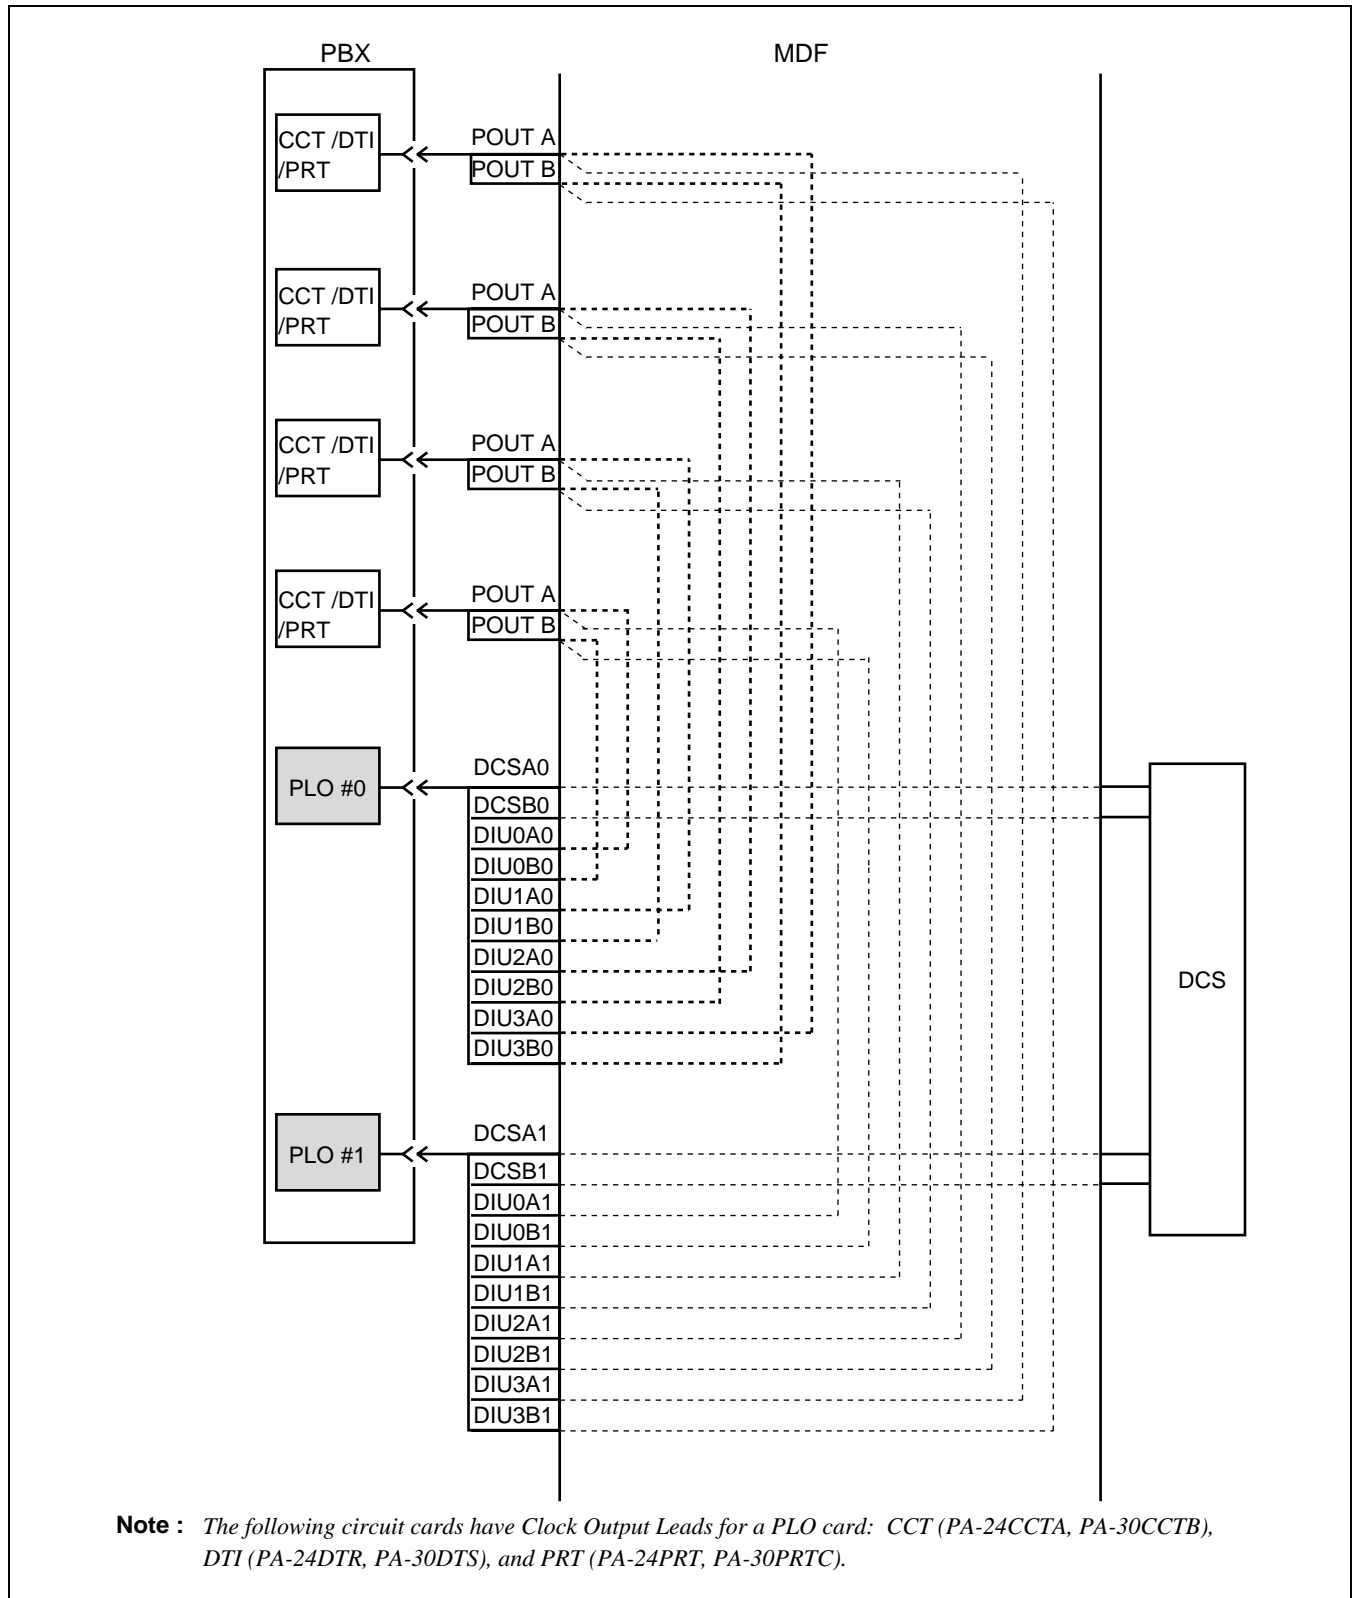 PBX
MDF
CCT /DTI
/PRT
POUT A
POUT B
CCT /DTI
/PRT
POUT A
POUT B
CCT /DTI
/PRT
POUT A
POUT B
CCT /DTI
/PRT
POUT A
POUT B
PLO #0
DCSA0
DCSB0
DIU0A0
DIU0B0
DIU1A0
DIU1B0
DIU2A0
DIU2B0
DIU3A0
DIU3B0
DCS
PLO #1
DCSA1
DCSB1
DIU0A1
DIU0B1
DIU1A1
DIU1B1
DIU2A1
DIU2B1
DIU3A1
DIU3B1
Note : The following circuit cards have Clock Output Leads for a PLO card: CCT (PA-24CCTA, PA-30CCTB),
DTI (PA-24DTR, PA-30DTS), and PRT (PA-24PRT, PA-30PRTC).